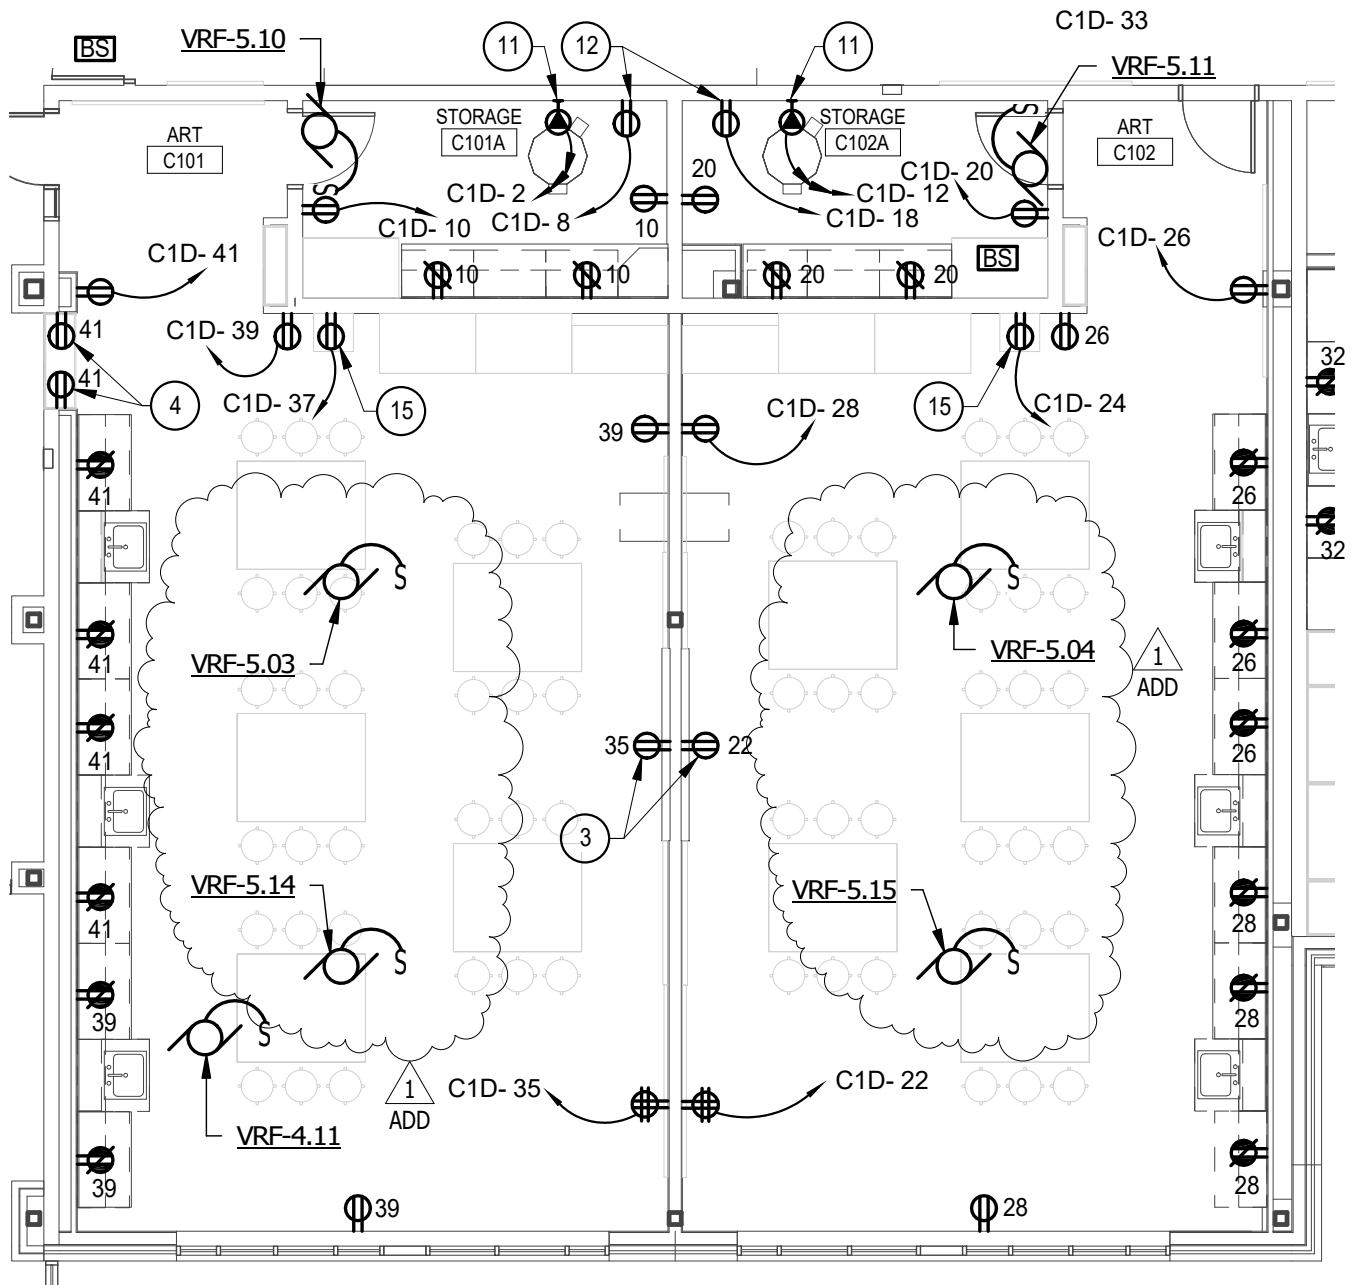 C1D- 33
BS
VRF-5.10
11
12
11
VRF-5.11
S
ART
C101
STORAGE
C101A
STORAGE
C102A
ART
C102
S
C1D- 2
20
C1D- 12
C1D- 20
C1D- 10
C1D- 8
10
C1D- 18
C1D- 41
C1D- 26
BS
10
10
20
20
41
C1D- 39
26
32
41
4
C1D- 37
15
C1D- 28
15
C1D- 24
39
41
26
32
S
S
41
VRF-5.03
VRF-5.04
26
1
ADD
41
35
22
26
3
VRF-5.14
VRF-5.15
41
28
S
S
39
28
S
1
ADD
C1D- 35
C1D- 22
VRF-4.11
39
28
39
28